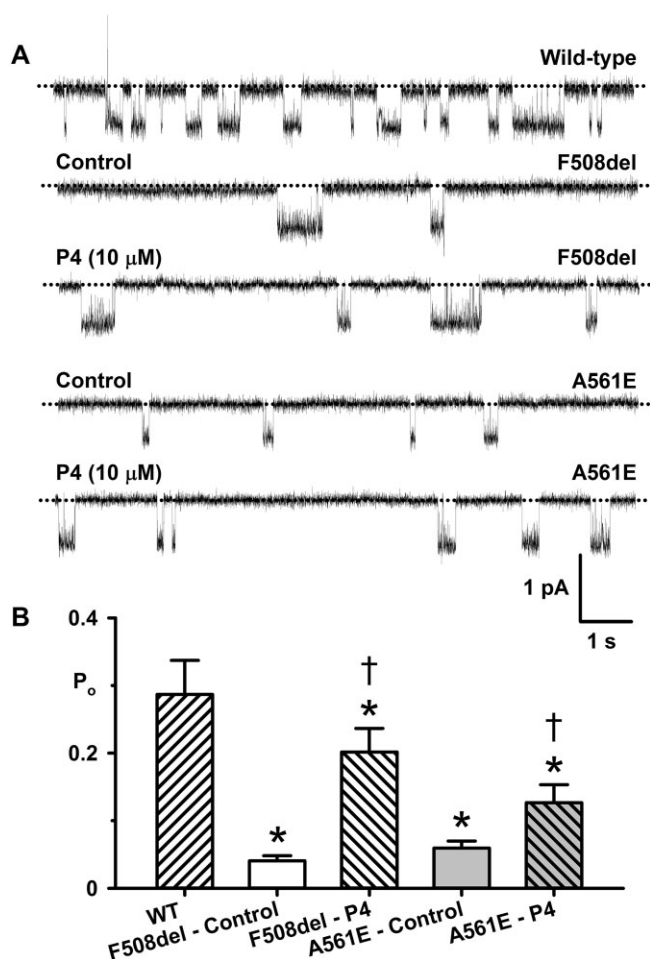 A
Wild-type
Control F508del
P4 (10 μM) F508del
Control A561E
P4 (10 μM) A561E
1 pA
1 s
B
0.4
Po
0.2
0
†
*
*
†
*
*
WT
F508del - Control
F508del - P4
A561E - Control
A561E - P4